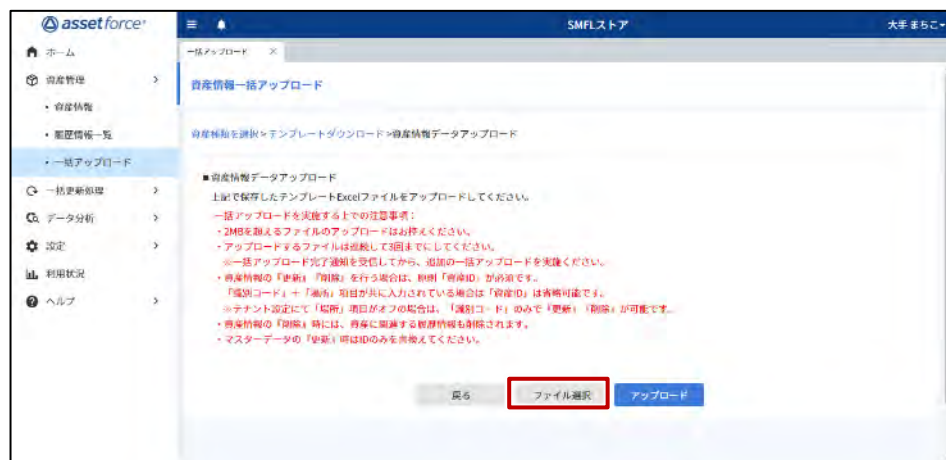 assetforce
SMFLストア
大手 まちこ
ホーム
一括アップロード ×
資産管理
資産情報一括アップロード
・資産情報
・履歴情報一覧
資産種類を選択>テンプレートダウンロード>資産情報データアップロード
・一括アップロード
■資産情報データアップロード
一括更新処理
上記で保存したテンプレートExcelファイルをアップロードしてください。
データ分析
一括アップロードを実施する上での注意事項：
・2MBを超えるファイルのアップロードはお控えください。
設定
・アップロードするファイルは連続して3回までにしてください。
※一括アップロード完了通知を受信してから、追加の一括アップロードを実施ください。
利用状況
・資産情報の『更新』『削除』を行う場合は、原則「資産ID」が必須です。
「識別コード」＋「場所」項目が共に入力されている場合は「資産ID」は省略可能です。
ヘルプ
※テナント設定にて「場所」項目がオフの場合は、「識別コード」のみで『更新』『削除』が可能です。
・資産情報の『削除』時には、資産に関連する履歴情報も削除されます。
・マスターデータの『更新』時はIDのみを書換えてください。
戻る ファイル選択 アップロード